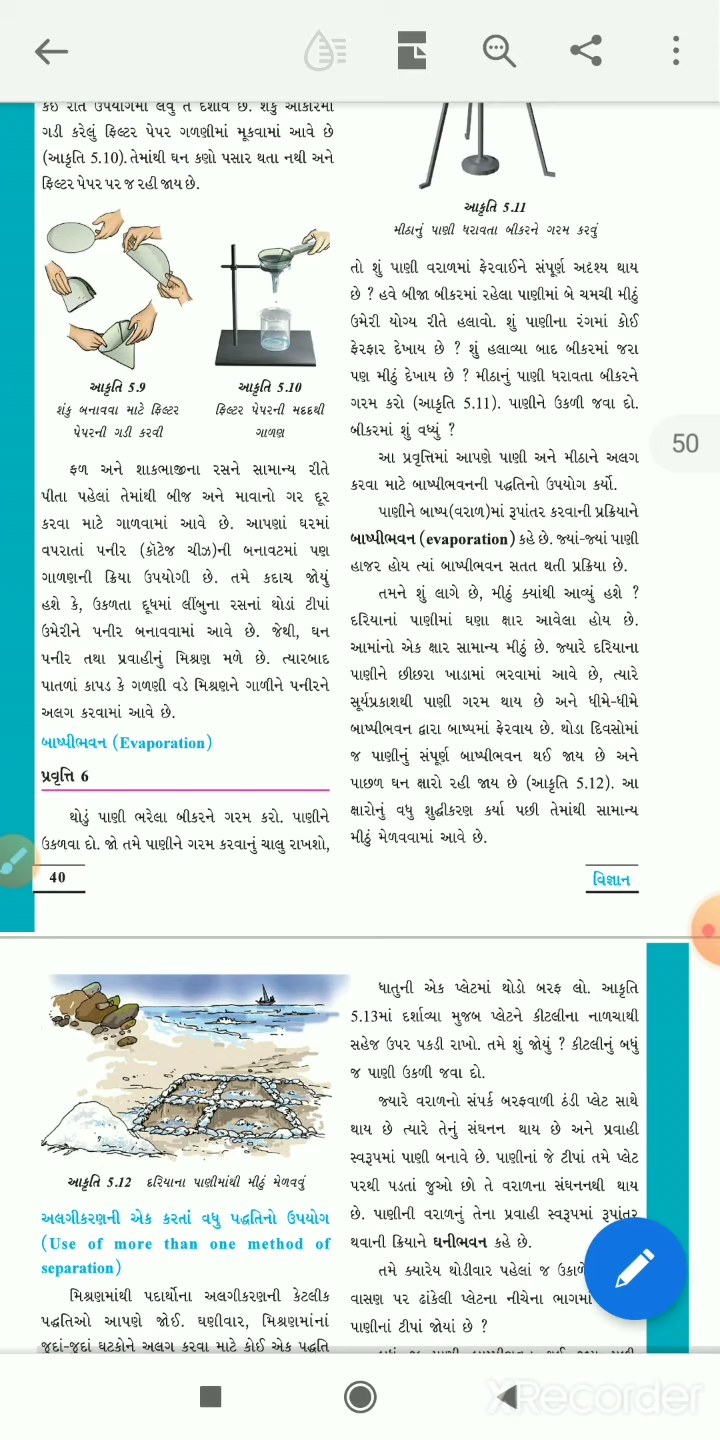 કઇ રીતે ઉપયોગમાં લેવું તે દર્શાવે છે. શંકુ આકારમાં
ગડી કરેલું ફિલ્ટર પેપર ગળણીમાં મૂકવામાં આવે છે
(આકૃતિ 5.10). તેમાંથી ઘન કણો પસાર થતા નથી અને
ફિલ્ટર પેપર પર જ રહી જાય છે.
આકૃતિ 5.9
શંકુ બનાવવા માટે ફિલ્ટર
પેપરની ગડી કરવી
આકૃતિ 5.10
ફિલ્ટર પેપરની મદદથી
ગાળણ
ફળ અને શાકભાજીના રસને સામાન્ય રીતે
પીતા પહેલાં તેમાંથી બીજ અને માવાનો ગર દૂર
કરવા માટે ગાળવામાં આવે છે. આપણાં ઘરમાં
વપરાતાં પનીર (કૉટેજ ચીઝ)ની બનાવટમાં પણ
ગાળણની ક્રિયા ઉપયોગી છે. તમે કદાચ જોયું
હશે કે, ઉકળતા દૂધમાં લીંબુના રસનાં થોડાં ટીપાં
ઉમેરીને પનીર બનાવવામાં આવે છે. જેથી, ઘન
પનીર તથા પ્રવાહીનું મિશ્રણ મળે છે. ત્યારબાદ
પાતળાં કાપડ કે ગળણી વડે મિશ્રણને ગાળીને પનીરને
અલગ કરવામાં આવે છે.
બાષ્પીભવન (Evaporation)
પ્રવૃત્તિ 6
થોડું પાણી ભરેલા બીકરને ગરમ કરો. પાણીને
ઉકળવા દો. જો તમે પાણીને ગરમ કરવાનું ચાલુ રાખશો,
40
આકૃતિ 5.11
મીઠાનું પાણી ધરાવતા બીકરને ગરમ કરવું
તો શું પાણી વરાળમાં ફેરવાઈને સંપૂર્ણ અદૃશ્ય થાય
છે ? હવે બીજા બીકરમાં રહેલા પાણીમાં બે ચમચી મીઠું
ઉમેરી યોગ્ય રીતે હલાવો. શું પાણીના રંગમાં કોઈ
ફેરફાર દેખાય છે ? શું હલાવ્યા બાદ બીકરમાં જરા
પણ મીઠું દેખાય છે ? મીઠાનું પાણી ધરાવતા બીકરને
ગરમ કરો (આકૃતિ 5.11). પાણીને ઉકળી જવા દો.
બીકરમાં શું વધ્યું ?
આ પ્રવૃત્તિમાં આપણે પાણી અને મીઠાને અલગ
કરવા માટે બાષ્પીભવનની પદ્ધતિનો ઉપયોગ કર્યો.
પાણીને બાષ્પ(વરાળ)માં રૂપાંતર કરવાની પ્રક્રિયાને
બાષ્પીભવન (evaporation) કહે છે. જ્યાં-જ્યાં પાણી
હાજર હોય ત્યાં બાષ્પીભવન સતત થતી પ્રક્રિયા છે.
તમને શું લાગે છે, મીઠું ક્યાંથી આવ્યું હશે ?
દરિયાનાં પાણીમાં ઘણા ક્ષાર આવેલા હોય છે.
આમાંનો એક ક્ષાર સામાન્ય મીઠું છે. જ્યારે દરિયાના
પાણીને છીછરા ખાડામાં ભરવામાં આવે છે, ત્યારે
સૂર્યપ્રકાશથી પાણી ગરમ થાય છે અને ધીમે-ધીમે
બાષ્પીભવન દ્વારા બાષ્પમાં ફેરવાય છે. થોડા દિવસોમાં
જ પાણીનું સંપૂર્ણ બાષ્પીભવન થઈ જાય છે અને
પાછળ ઘન ક્ષારો રહી જાય છે (આકૃતિ 5.12). આ
ક્ષારોનું વધુ શુદ્ધીકરણ કર્યા પછી તેમાંથી સામાન્ય
મીઠું મેળવવામાં આવે છે.
વિજ્ઞાન
50
આકૃતિ 5.12 દરિયાના પાણીમાંથી મીઠું મેળવવું
અલગીકરણની એક કરતાં વધુ પદ્ધતિનો ઉપયોગ
(Use of more than one method of
separation)
મિશ્રણમાંથી પદાર્થોના અલગીકરણની કેટલીક
પદ્ધતિઓ આપણે જોઈ. ઘણીવાર, મિશ્રણમાંનાં
જુદાં-જુદાં ઘટકોને અલગ કરવા માટે કોઈ એક પદ્ધતિ
ધાતુની એક પ્લેટમાં થોડો બરફ લો. આકૃતિ
5.13માં દર્શાવ્યા મુજબ પ્લેટને કીટલીના નાળચાથી
સહેજ ઉપર પકડી રાખો. તમે શું જોયું ? કીટલીનું બધું
જ પાણી ઉકળી જવા દો.
જ્યારે વરાળનો સંપર્ક બરફવાળી ઠંડી પ્લેટ સાથે
થાય છે ત્યારે તેનું સંઘનન થાય છે અને પ્રવાહી
સ્વરૂપમાં પાણી બનાવે છે. પાણીનાં જે ટીપાં તમે પ્લેટ
પરથી પડતાં જુઓ છો તે વરાળના સંઘનનથી થાય
છે. પાણીની વરાળનું તેના પ્રવાહી સ્વરૂપમાં રૂપાંતર
થવાની ક્રિયાને ઘનીભવન કહે છે.
તમે ક્યારેય થોડીવાર પહેલાં જ
વાસણ પર ઢાંકેલી પ્લેટના નીચેના ભાગમાં
પાણીનાં ટીપાં જોયાં છે ?
XRecorder